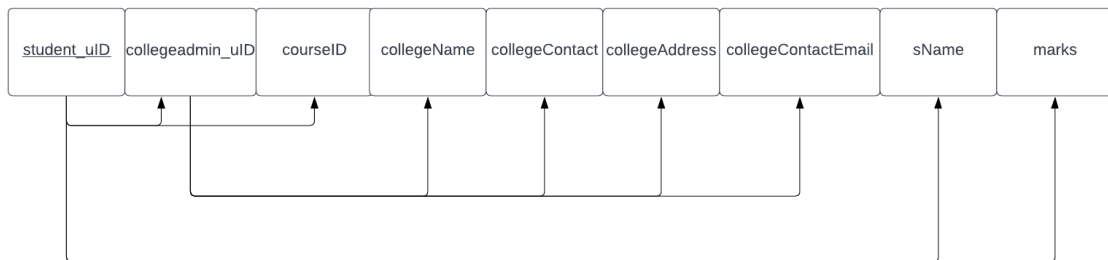 student_uID
collegeadmin_uID
courseID
collegeName
collegeContact
collegeAddress
collegeContactEmail
sName
marks